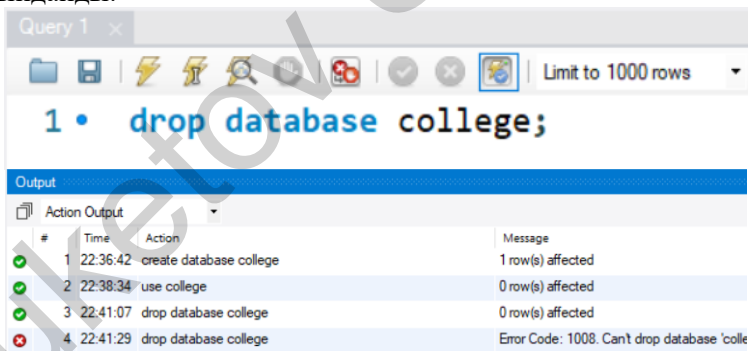 Query 1
Limit to 1000 rows
1 drop database college;
Output
Action Output
# Time Action Message
1 22:36:42 create database college 1 row(s) affected
2 22:38:34 use college 0 row(s) affected
3 22:41:07 drop database college 0 row(s) affected
4 22:41:29 drop database college Error Code: 1008. Can't drop database 'colle